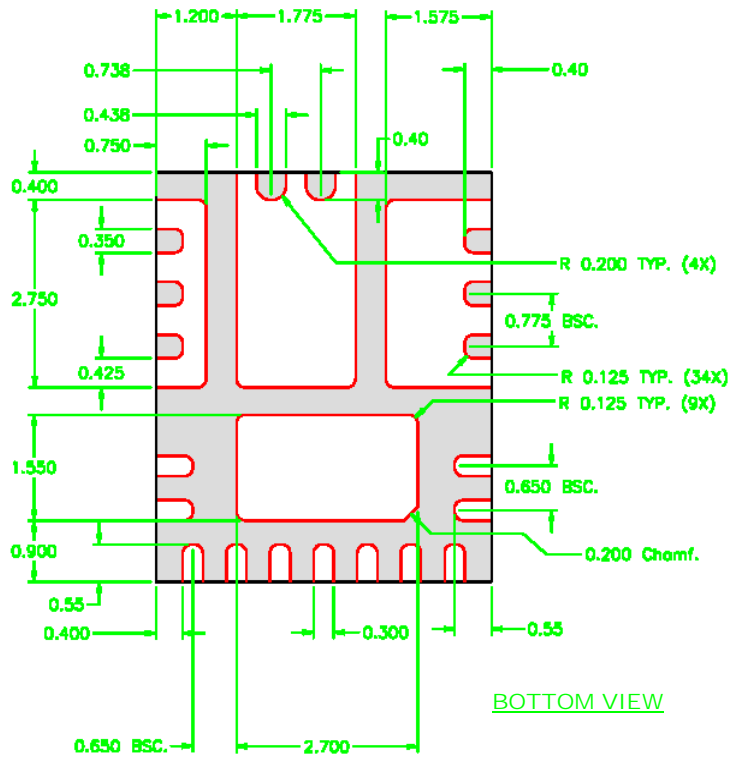 1.200 1.775 1.575
0.738 0.40
0.438
0.40
0.750
0.400
0.350
R 0.200 TYP. (4X)
2.750
0.775 BSC.
0.425
R 0.125 TYP. (34X)
R 0.125 TYP. (9X)
1.550
0.650 BSC.
0.900
0.200 Chamf.
0.55
0.400 0.300 0.55
BOTTOM VIEW
0.650 BSC. 2.700